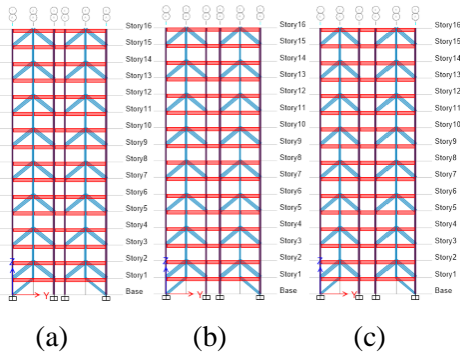 Story16 Story16 Story16
Story15 Story15 Story15
Story14 Story14 Story14
Story13 Story13 Story13
Story12 Story12 Story12
Story11 Story11 Story11
Story10 Story10 Story10
Story9 Story9 Story9
Story8 Story8 Story8
Story7 Story7 Story7
Story6 Story6 Story6
Story5 Story5 Story5
Story4 Story4 Story4
Story3 Story3 Story3
Z Story2 Z Story2 Z Story2
Story1 Story1 Story1
Y Base Y Base Y Base
(a) (b) (c)